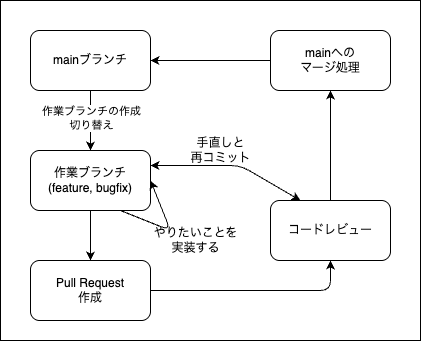 mainブランチ
mainへの
マージ処理
作業ブランチの作成
切り替え
手直しと
再コミット
作業ブランチ
(feature, bugfix)
やりたいことを
実装する
コードレビュー
Pull Request
作成